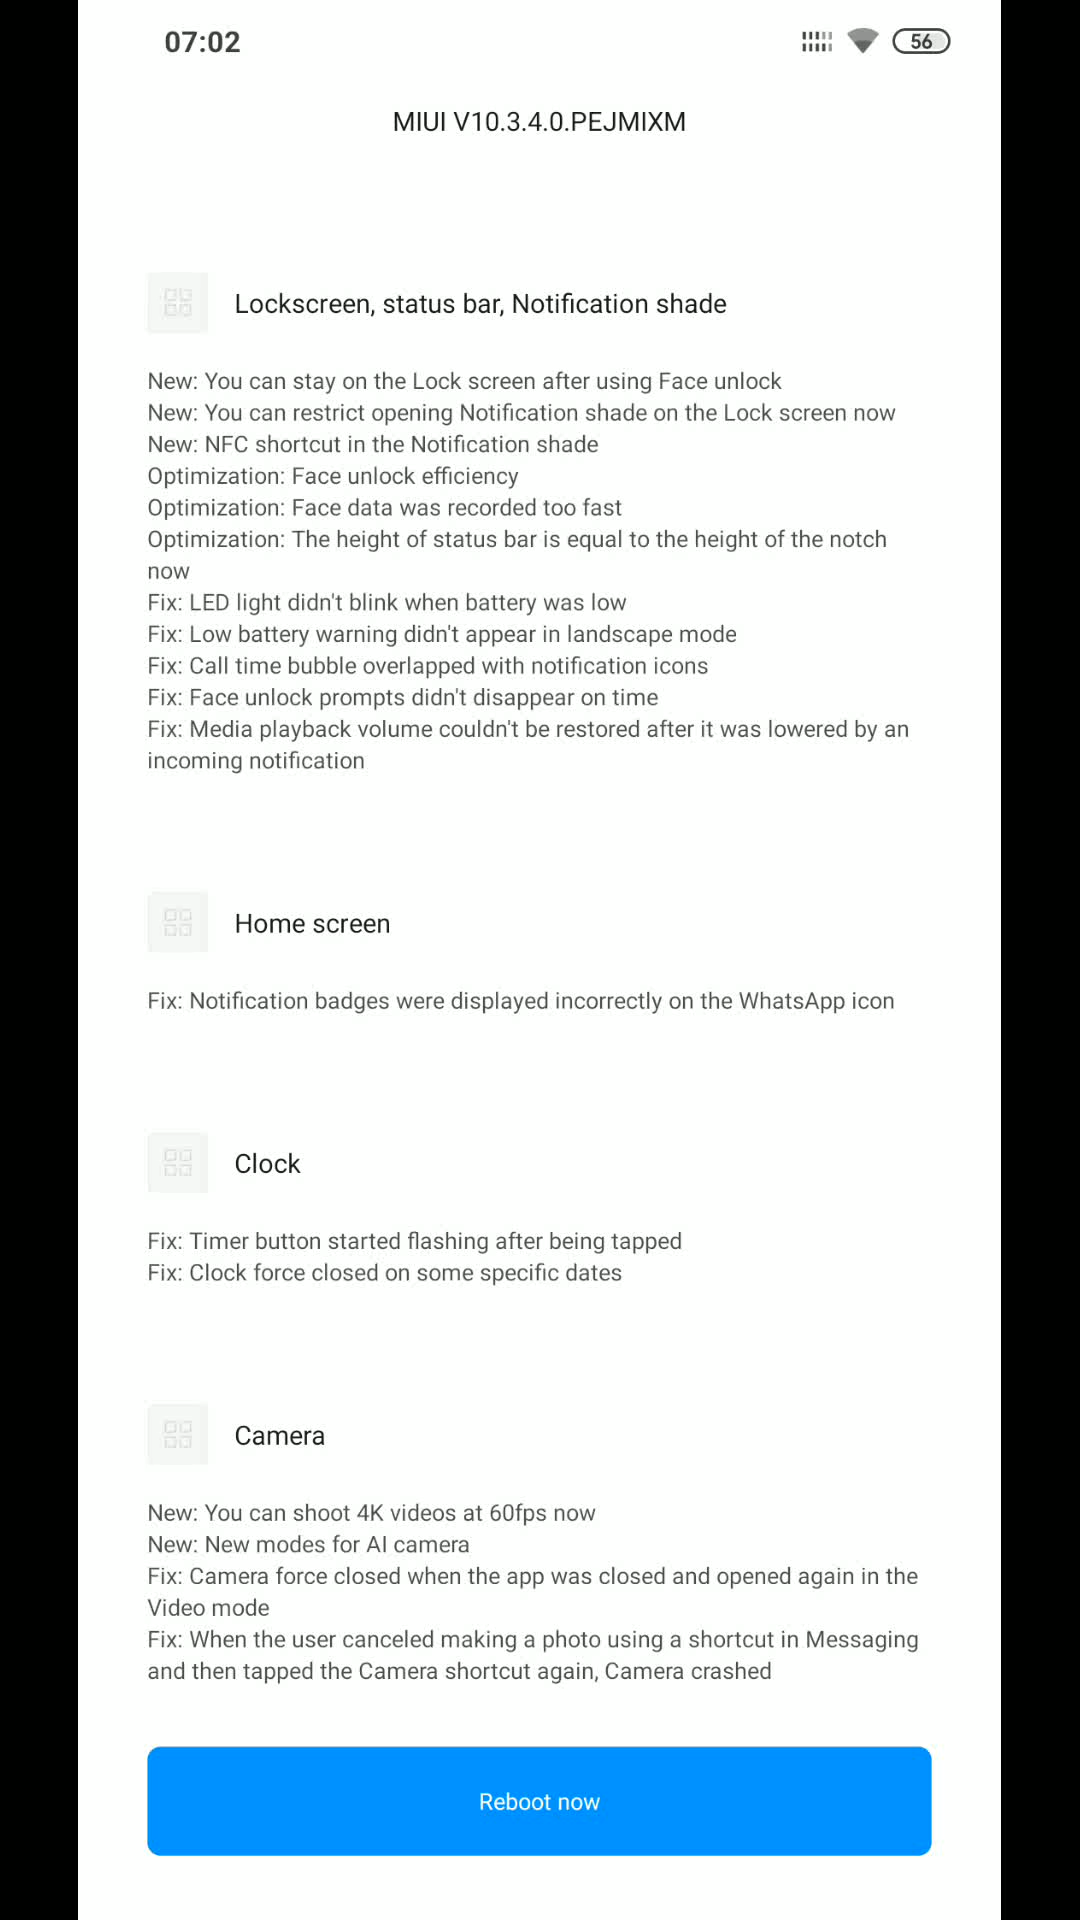 07:02
56
MIUI V10.3.4.0.PEJMIXM
Lockscreen, status bar, Notification shade
New: You can stay on the Lock screen after using Face unlock
New: You can restrict opening Notification shade on the Lock screen now
New: NFC shortcut in the Notification shade
Optimization: Face unlock efficiency
Optimization: Face data was recorded too fast
Optimization: The height of status bar is equal to the height of the notch
now
Fix: LED light didn't blink when battery was low
Fix: Low battery warning didn't appear in landscape mode
Fix: Call time bubble overlapped with notification icons
Fix: Face unlock prompts didn't disappear on time
Fix: Media playback volume couldn't be restored after it was lowered by an
incoming notification
Home screen
Fix: Notification badges were displayed incorrectly on the WhatsApp icon
Clock
Fix: Timer button started flashing after being tapped
Fix: Clock force closed on some specific dates
Camera
New: You can shoot 4K videos at 60fps now
New: New modes for AI camera
Fix: Camera force closed when the app was closed and opened again in the
Video mode
Fix: When the user canceled making a photo using a shortcut in Messaging
and then tapped the Camera shortcut again, Camera crashed
Reboot now